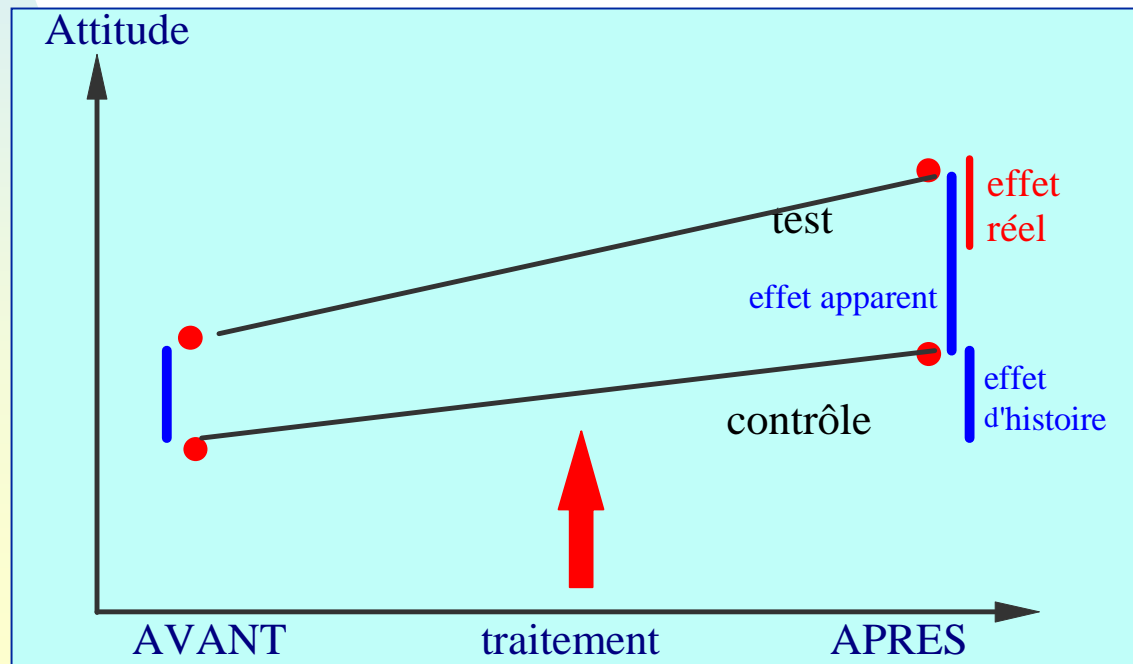 Attitude
effet
réel
test
effet apparent
effet
d'histoire
contrôle
AVANT traitement APRES